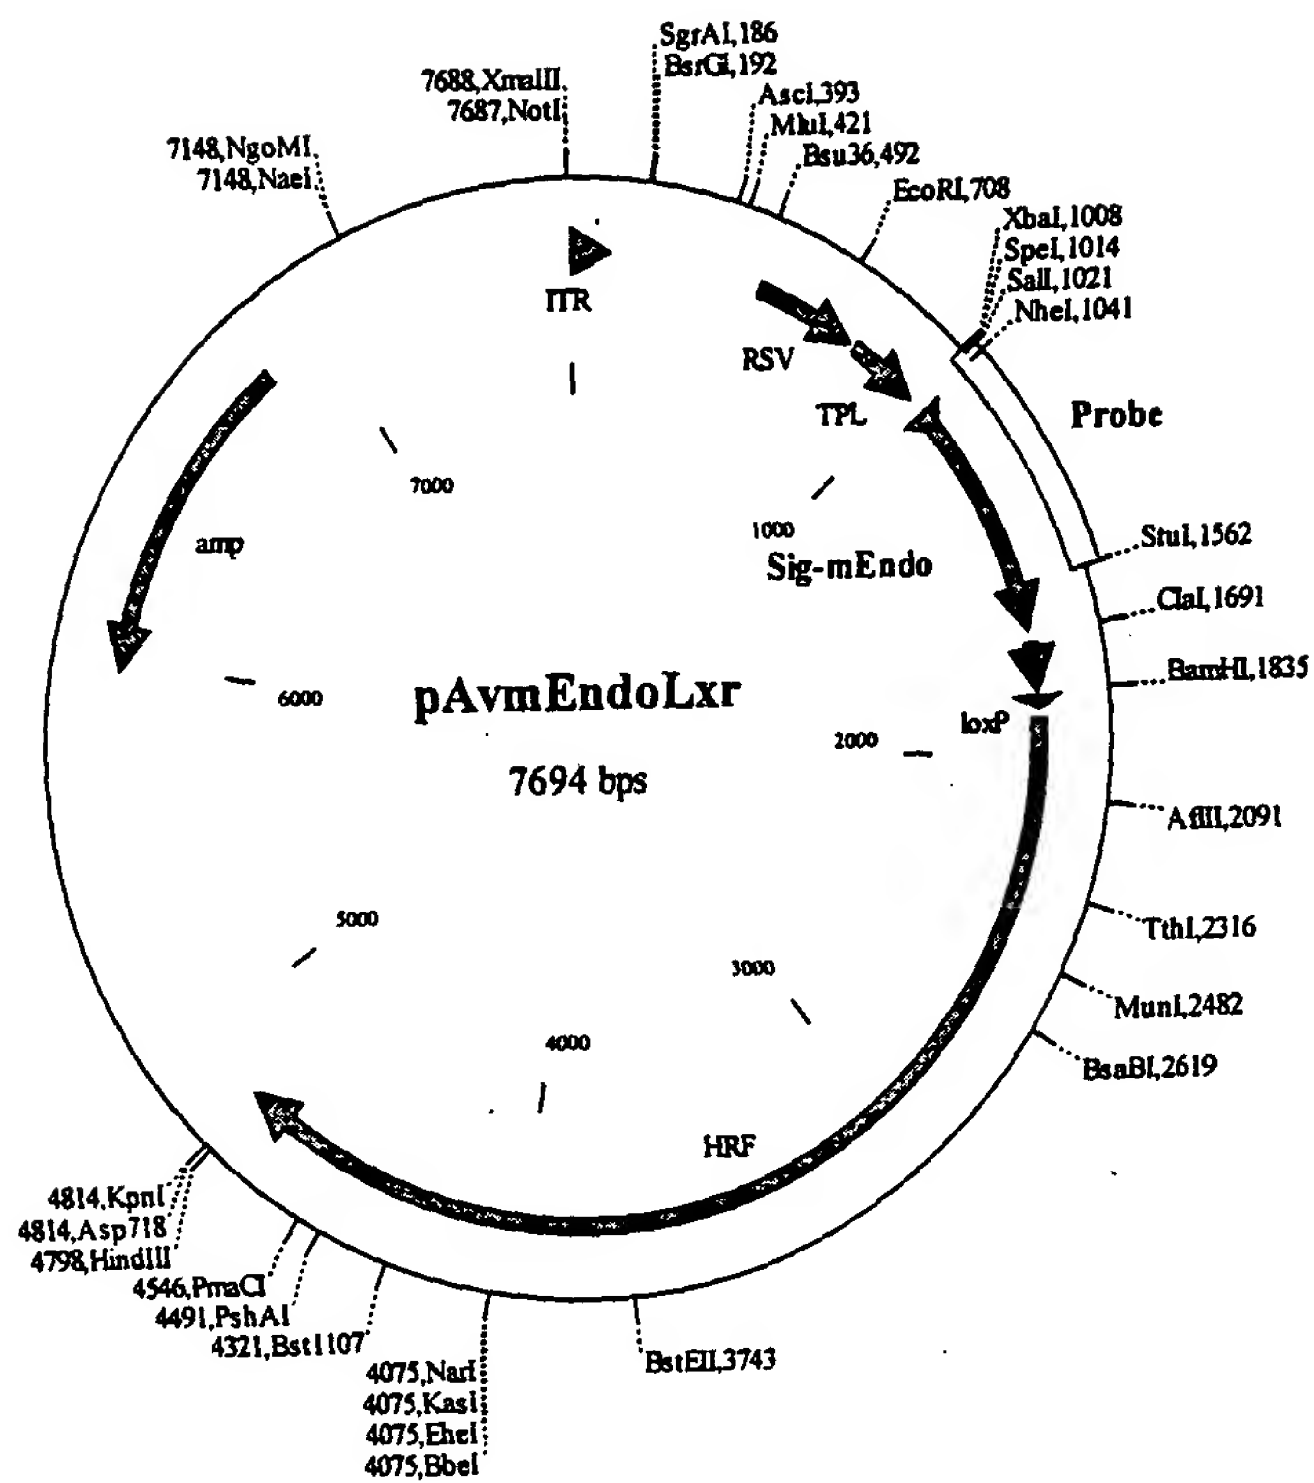 SgrAI,186
BsrGI,192
7688,XmaIII
7687,NotI
AscI,393
MluI,421
Bsu36,492
7148,NgoMI
7148,NaeI
EcoRI,708
XbaI,1008
SpeI,1014
SalI,1021
NheI,1041
ITR
RSV
TPL
Probe
7000
1000
amp
Sig-mEndo
StuI,1562
ClaI,1691
BamHI,1835
6000
pAvmEndoLxr
7694 bps
2000
loxP
AflII,2091
5000
TthI,2316
3000
MunI,2482
4000
BsaBI,2619
HRF
4814,KpnI
4814,Asp718
4798,HindIII
4546,PmaCI
4491,PshAI
4321,Bst1107
4075,NarI
4075,KasI
4075,EheI
4075,BbeI
BstEII,3743